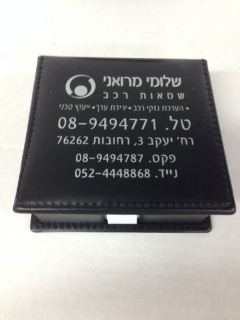 שלומי מרואני
שמאות רכב
•הערכת נזקי רכב •ירידת ערך •ייעוץ טכני
טל. 08-9494771
רח' יעקב 3, רחובות 76262
פקס. 08-9494787
נייד. 052-4448868